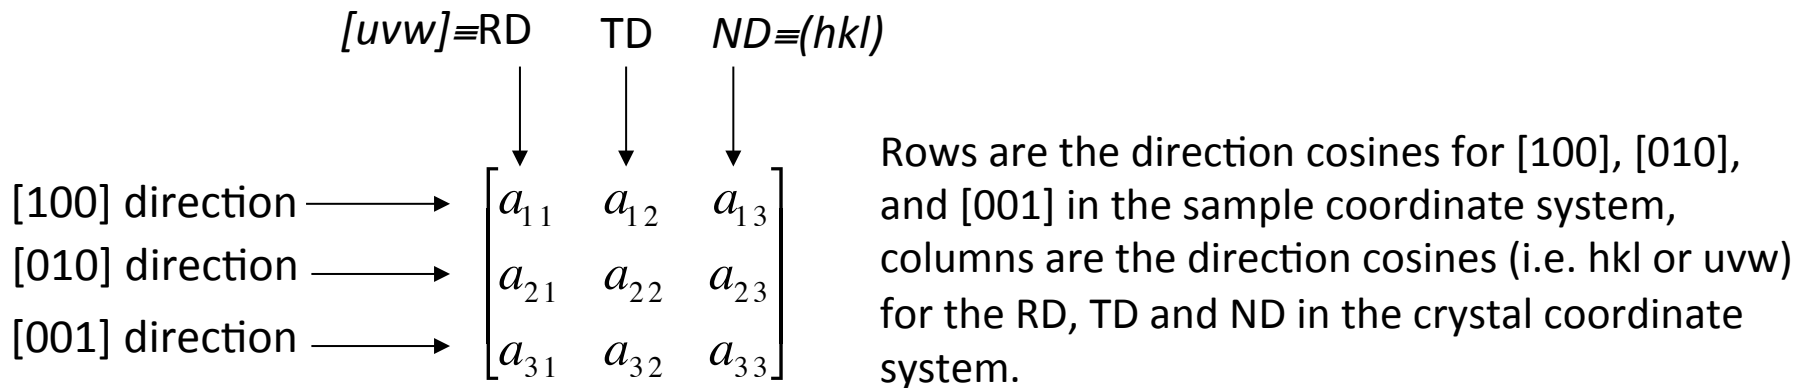 [uvw]≡RD TD ND≡(hkl)
[100] direction a11 a12 a13
[010] direction a21 a22 a23
[001] direction a31 a32 a33
Rows are the direction cosines for [100], [010],
and [001] in the sample coordinate system,
columns are the direction cosines (i.e. hkl or uvw)
for the RD, TD and ND in the crystal coordinate
system.